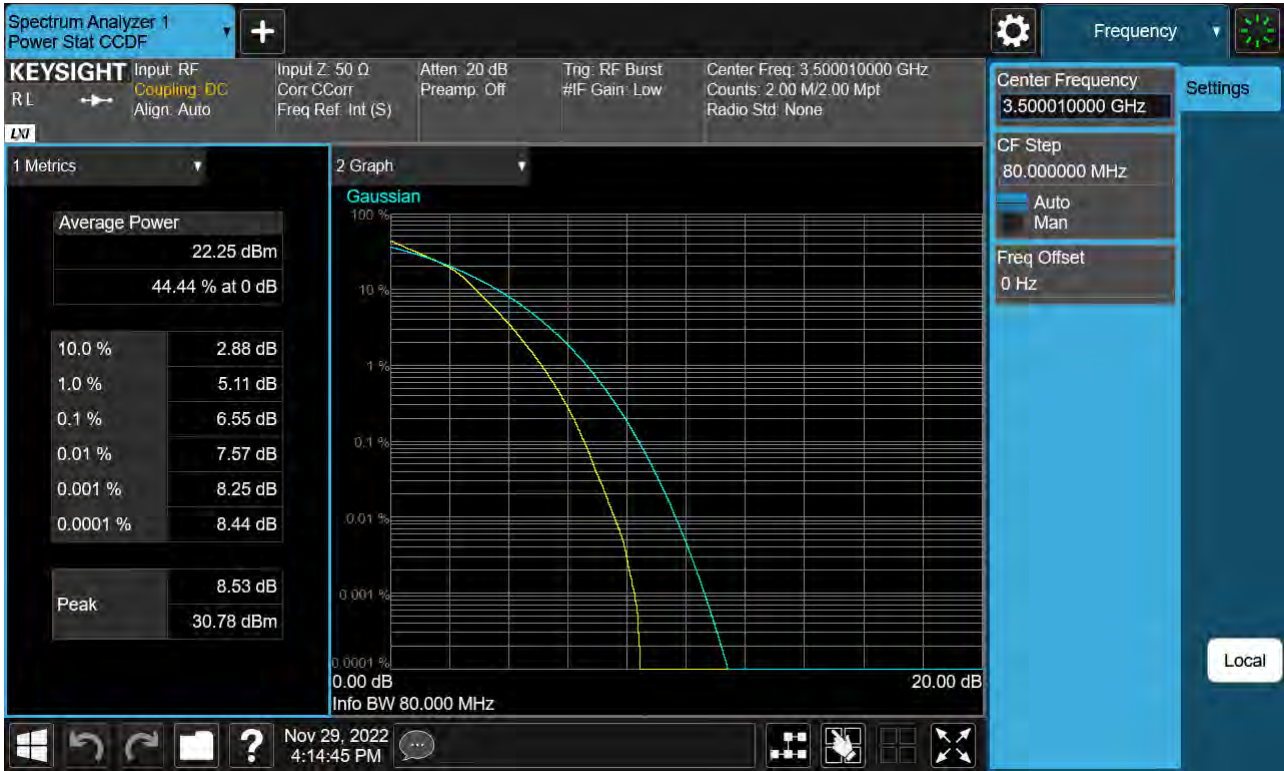 Spectrum Analyzer 1
Power Stat CCDF
+
Frequency
KEYSIGHT
RL
LXI
Input: RF
Coupling: DC
Align: Auto
Input Z: 50 Ω
Corr CCorr
Freq Ref: Int (S)
Atten: 20 dB
Preamp: Off
Trig: RF Burst
#IF Gain: Low
Center Freq: 3.500010000 GHz
Counts: 2.00 M/2.00 Mpt
Radio Std: None
1 Metrics
Average Power
22.25 dBm
44.44 % at 0 dB
10.0 % 2.88 dB
1.0 % 5.11 dB
0.1 % 6.55 dB
0.01 % 7.57 dB
0.001 % 8.25 dB
0.0001 % 8.44 dB
Peak
8.53 dB
30.78 dBm
2 Graph
Gaussian
100 %
10 %
1 %
0.1 %
0.01 %
0.001 %
0.0001 %
0.00 dB 20.00 dB
Info BW 80.000 MHz
Center Frequency
3.500010000 GHz
CF Step
80.000000 MHz
Auto
Man
Freq Offset
0 Hz
Settings
Local
?
Nov 29, 2022
4:14:45 PM